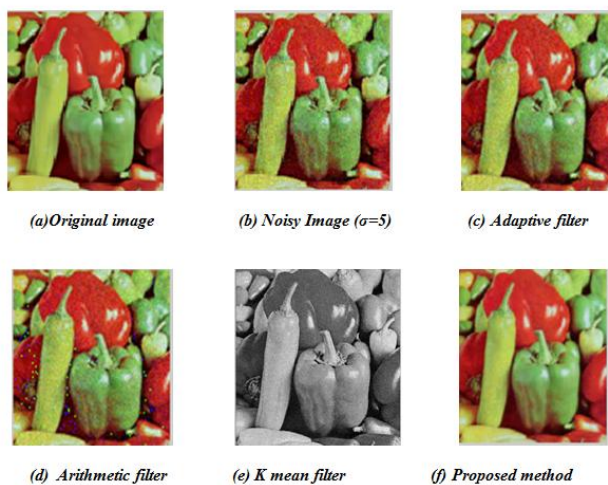 (a)Original image
(b) Noisy Image (σ=5)
(c) Adaptive filter
(d) Arithmetic filter
(e) K mean filter
(f) Proposed method